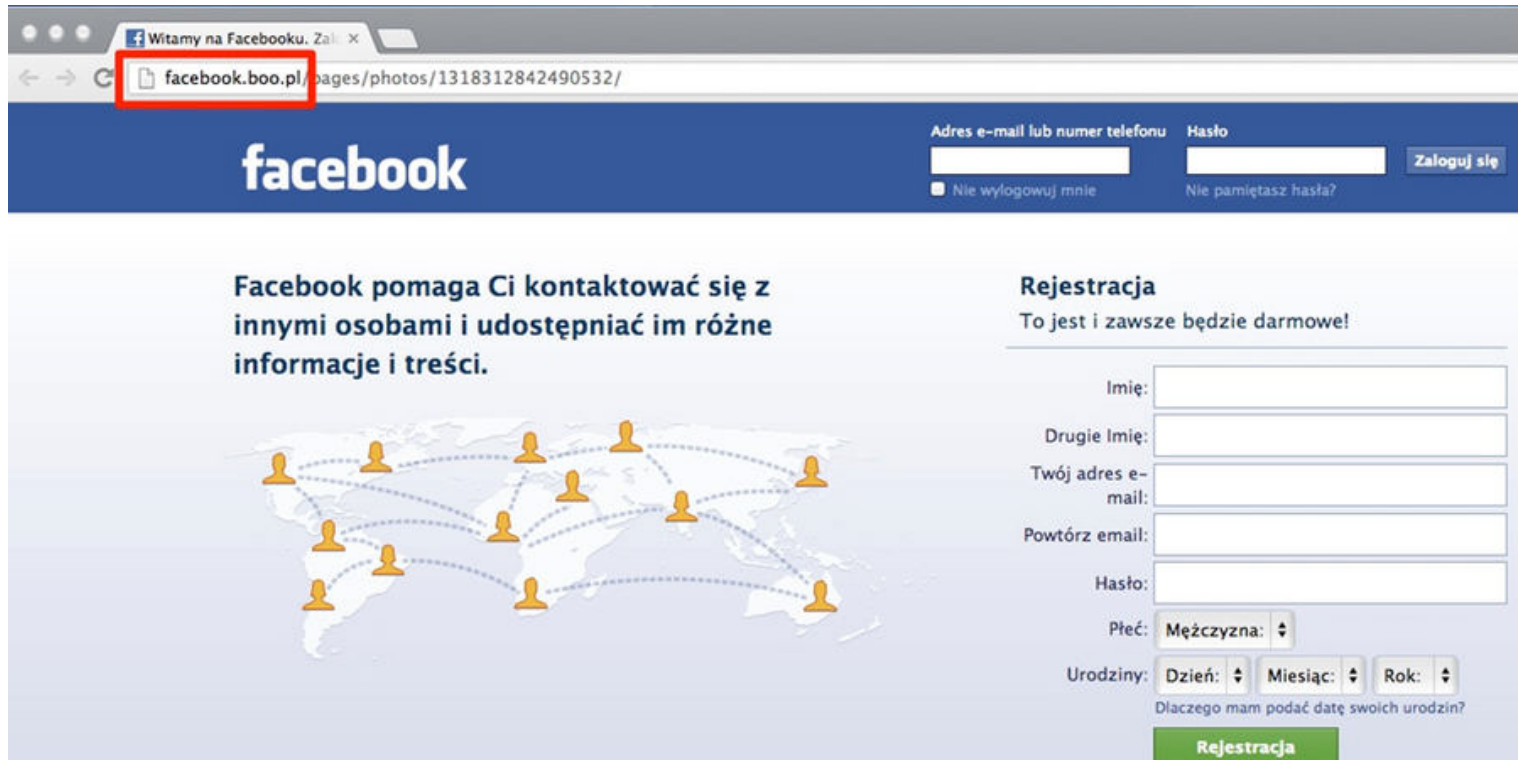 Witamy na Facebooku. Zal
facebook.boo.pl/pages/photos/1318312842490532/
facebook
Adres e-mail lub numer telefonu
Hasło
Zaloguj się
Nie wylogowuj mnie
Nie pamiętasz hasła?
Facebook pomaga Ci kontaktować się z
innymi osobami i udostępniać im różne
informacje i treści.
Rejestracja
To jest i zawsze będzie darmowe!
Imię:
Drugie Imię:
Twój adres e-
mail:
Powtórz email:
Hasło:
Płeć: Mężczyzna:
Urodziny: Dzień: Miesiąc: Rok:
Dlaczego mam podać datę swoich urodzin?
Rejestracja